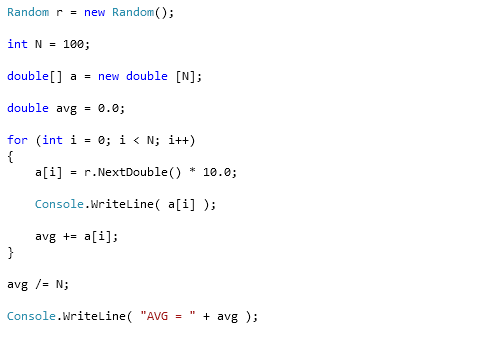 Random r = new Random();
int N = 100;
double[] a = new double [N];
double avg = 0.0;
for (int i = 0; i < N; i++)
{
    a[i] = r.NextDouble() * 10.0;
    Console.WriteLine( a[i] );
    avg += a[i];
}
avg /= N;
Console.WriteLine( "AVG = " + avg );